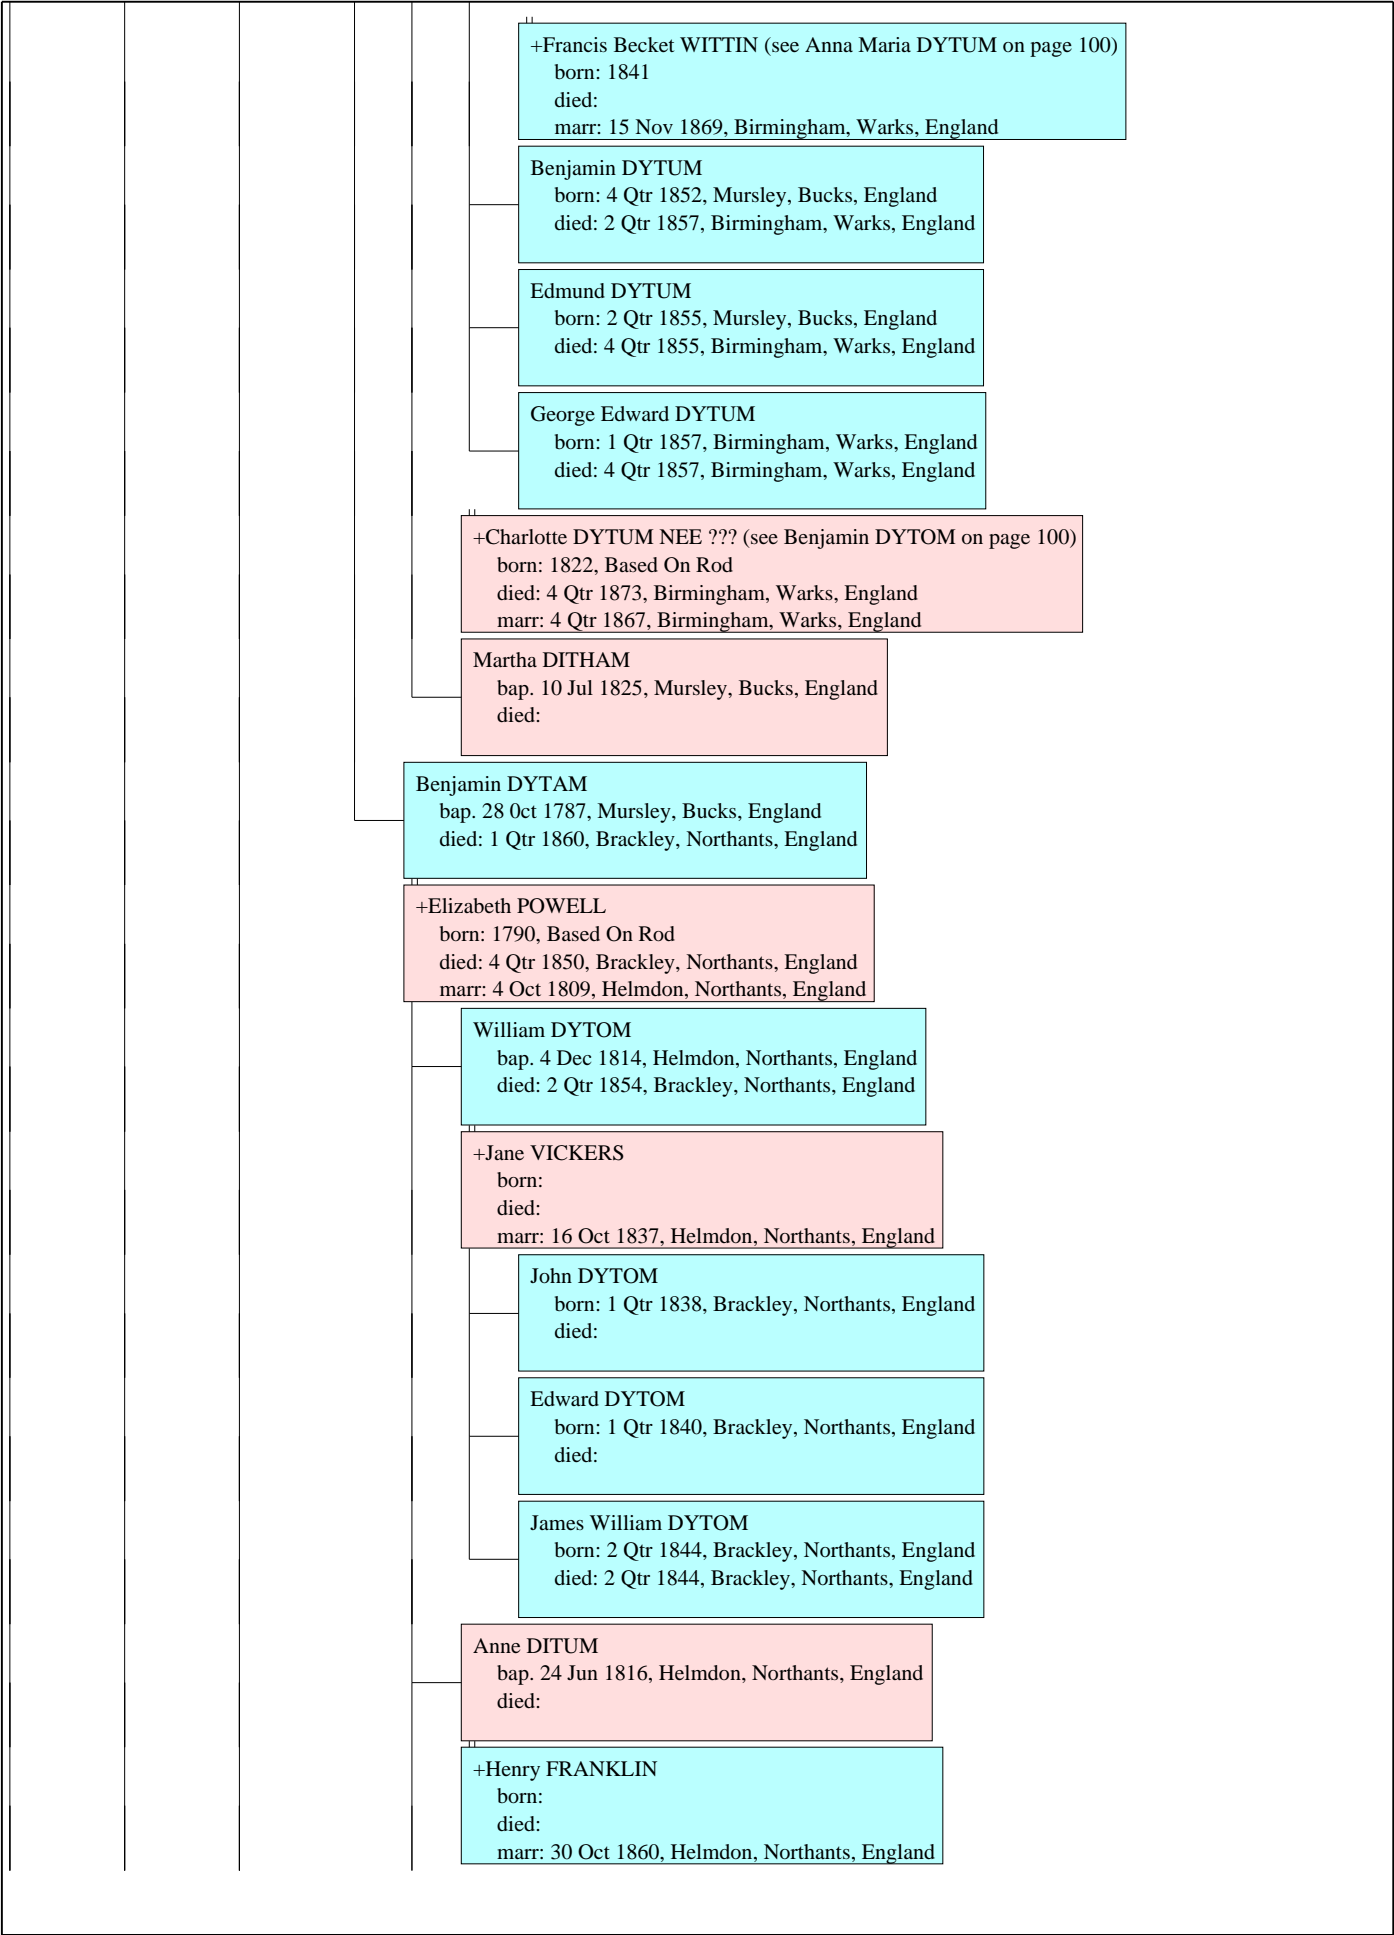 +Francis Becket WITTIN (see Anna Maria DYTUM on page 100)
born: 1841
died:
marr: 15 Nov 1869, Birmingham, Warks, England
Benjamin DYTUM
born: 4 Qtr 1852, Mursley, Bucks, England
died: 2 Qtr 1857, Birmingham, Warks, England
Edmund DYTUM
born: 2 Qtr 1855, Mursley, Bucks, England
died: 4 Qtr 1855, Birmingham, Warks, England
George Edward DYTUM
born: 1 Qtr 1857, Birmingham, Warks, England
died: 4 Qtr 1857, Birmingham, Warks, England
+Charlotte DYTUM NEE ??? (see Benjamin DYTOM on page 100)
born: 1822, Based On Rod
died: 4 Qtr 1873, Birmingham, Warks, England
marr: 4 Qtr 1867, Birmingham, Warks, England
Martha DITHAM
bap. 10 Jul 1825, Mursley, Bucks, England
died:
Benjamin DYTAM
bap. 28 0ct 1787, Mursley, Bucks, England
died: 1 Qtr 1860, Brackley, Northants, England
+Elizabeth POWELL
born: 1790, Based On Rod
died: 4 Qtr 1850, Brackley, Northants, England
marr: 4 Oct 1809, Helmdon, Northants, England
William DYTOM
bap. 4 Dec 1814, Helmdon, Northants, England
died: 2 Qtr 1854, Brackley, Northants, England
+Jane VICKERS
born:
died:
marr: 16 Oct 1837, Helmdon, Northants, England
John DYTOM
born: 1 Qtr 1838, Brackley, Northants, England
died:
Edward DYTOM
born: 1 Qtr 1840, Brackley, Northants, England
died:
James William DYTOM
born: 2 Qtr 1844, Brackley, Northants, England
died: 2 Qtr 1844, Brackley, Northants, England
Anne DITUM
bap. 24 Jun 1816, Helmdon, Northants, England
died:
+Henry FRANKLIN
born:
died:
marr: 30 Oct 1860, Helmdon, Northants, England